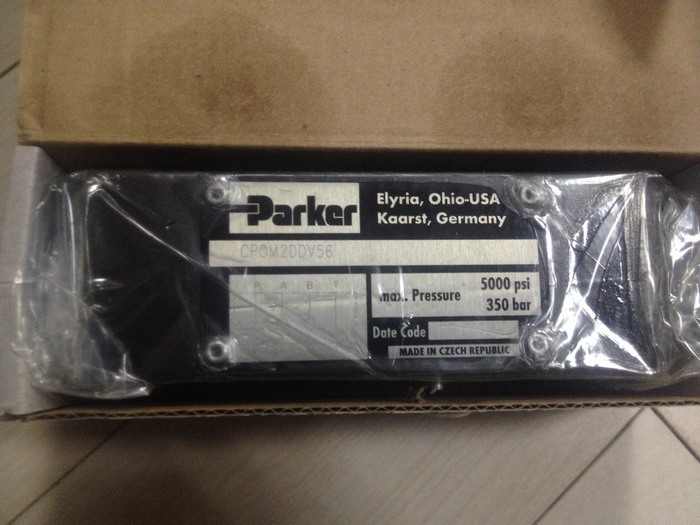 Parker
Elyria, Ohio-USA
Kaarst, Germany
CPOM2DDV56
P A B T
max. Pressure
5000 psi
350 bar
Date Code
MADE IN CZECH REPUBLIC